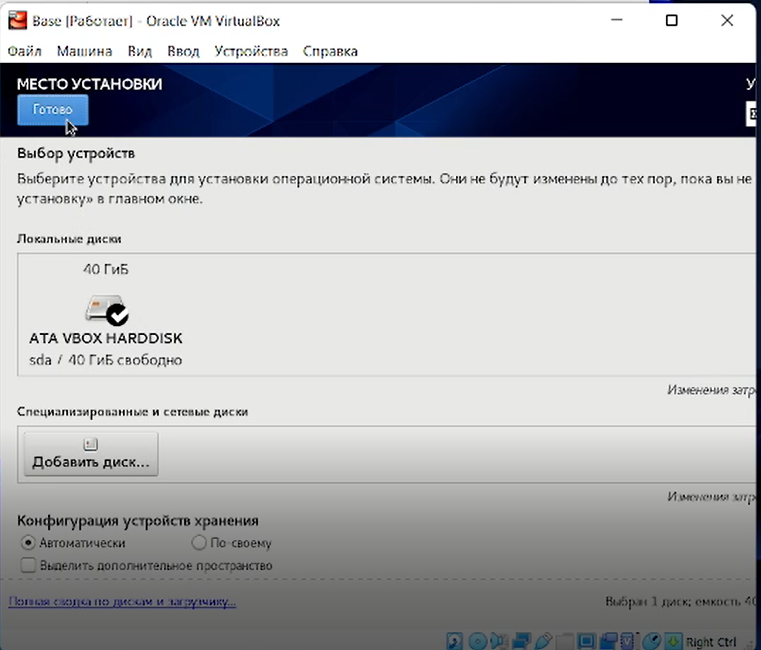 Base [Работает] - Oracle VM VirtualBox
Файл Машина Вид Ввод Устройства Справка
МЕСТО УСТАНОВКИ
У
Готово
Выбор устройств
Выберите устройства для установки операционной системы. Они не будут изменены до тех пор, пока вы не
установку» в главном окне.
Локальные диски
40 ГиБ
ATA VBOX HARDDISK
sda / 40 ГиБ свободно
Изменения затр
Специализированные и сетевые диски
Добавить диск...
Изменения затр
Конфигурация устройств хранения
Автоматически По-своему
Выделить дополнительное пространство
Полная сводка по дискам и загрузчику...
Выбран 1 диск; емкость 40
Right Ctrl